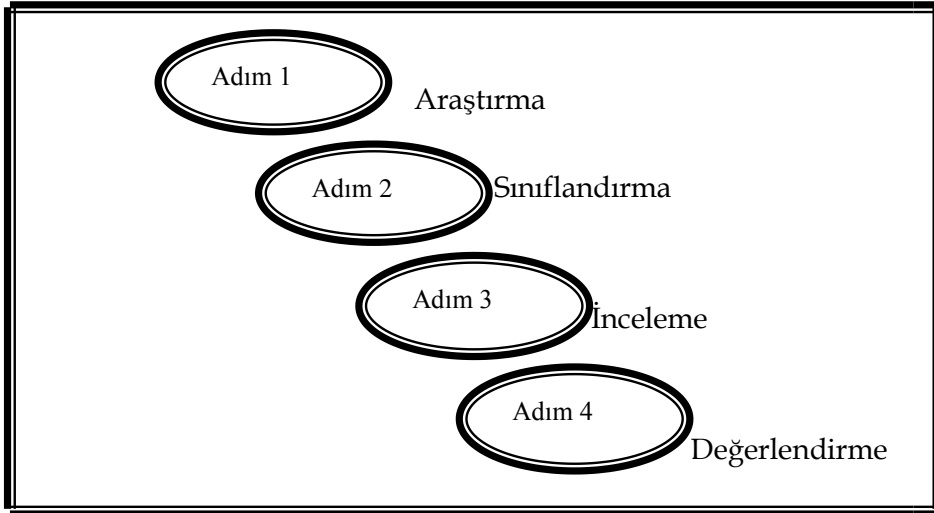 Adım 1
Araştırma
Adım 2
Sınıflandırma
Adım 3
İnceleme
Adım 4
Değerlendirme